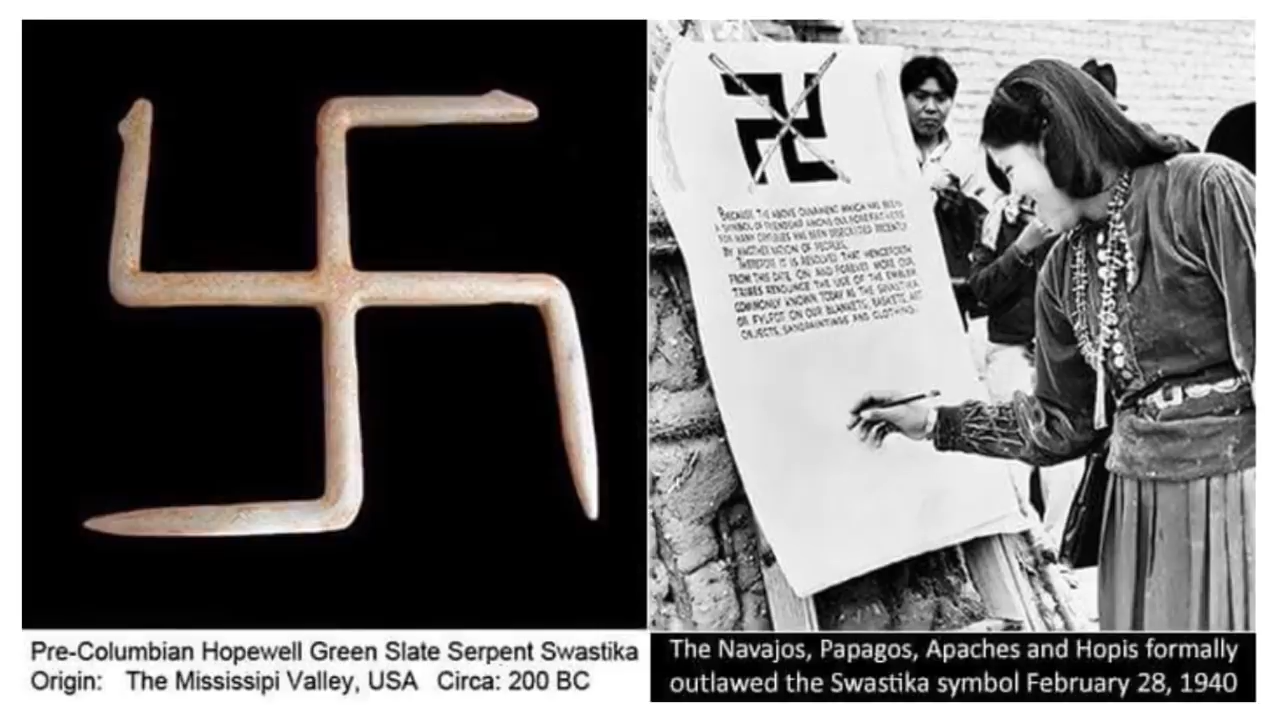 BECAUSE THE ABOVE ORNAMENT WHICH HAS BEEN
A SYMBOL OF FRIENDSHIP AMONG OUR FOREFATHERS
FOR MANY CENTURIES HAS BEEN DESECRATED RECENTLY
BY ANOTHER NATION OF PEOPLES,
THEREFORE IT IS RESOLVED THAT HENCEFORTH
FROM THIS DATE ON AND FOREVER MORE OUR
TRIBES RENOUNCE THE USE OF THE EMBLEM
COMMONLY KNOWN TODAY AS THE SWASTIKA
OR FYLFOT ON OUR BLANKETS, BASKETS, ART
OBJECTS, SANDPAINTINGS AND CLOTHING.
Pre-Columbian Hopewell Green Slate Serpent Swastika
Origin: The Mississipi Valley, USA Circa: 200 BC
The Navajos, Papagos, Apaches and Hopis formally
outlawed the Swastika symbol February 28, 1940